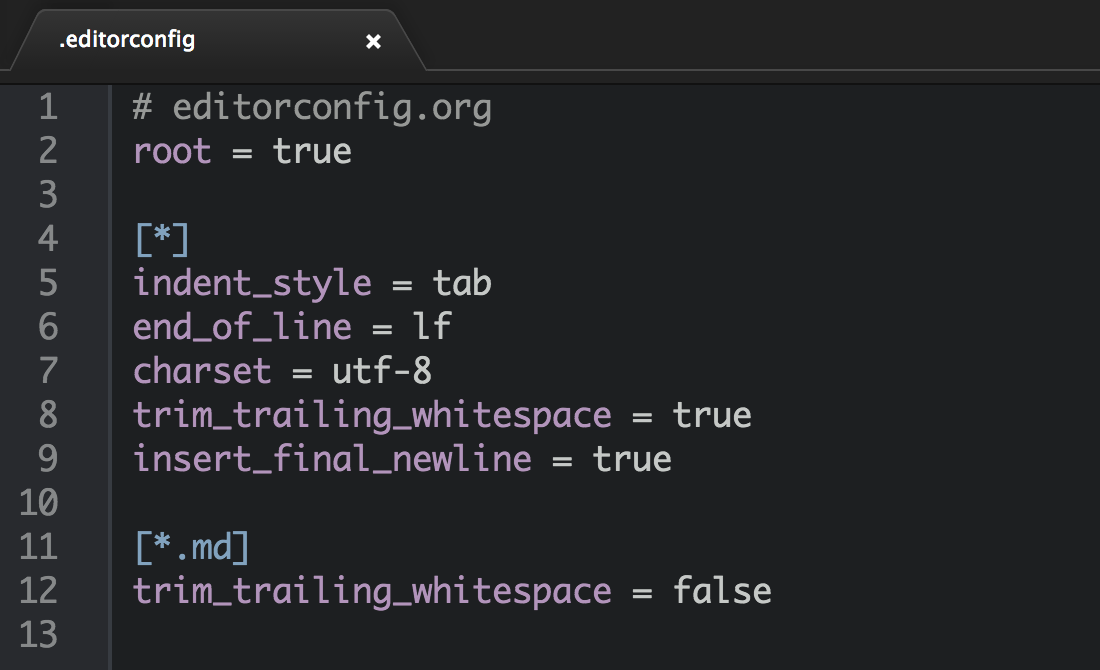 .editorconfig ×
1 # editorconfig.org
2 root = true
3
4 [*]
5 indent_style = tab
6 end_of_line = lf
7 charset = utf-8
8 trim_trailing_whitespace = true
9 insert_final_newline = true
10
11 [*.md]
12 trim_trailing_whitespace = false
13